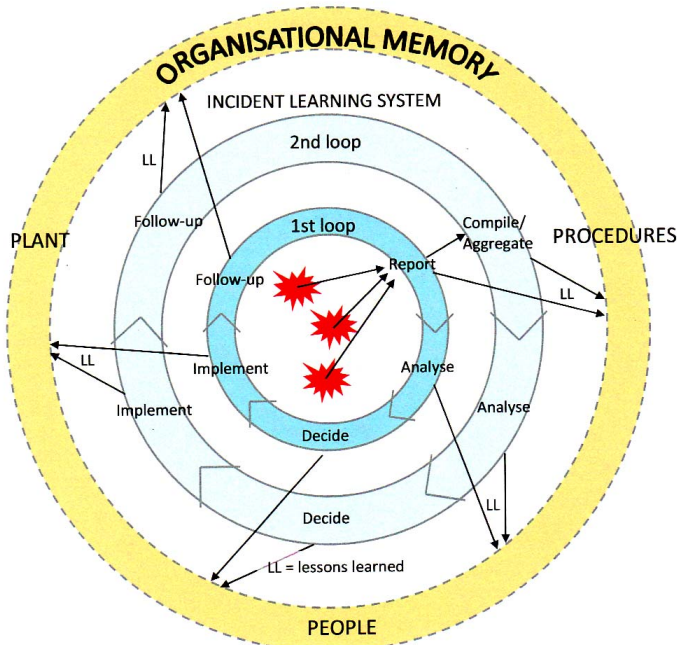 ORGANISATIONAL MEMORY
INCIDENT LEARNING SYSTEM
2nd loop
LL
Follow-up
1st loop
Compile/
Aggregate
PLANT
PROCEDURES
Report
Follow-up
LL
LL
Implement
Analyse
Implement
Analyse
Decide
LL
Decide
LL = lessons learned
PEOPLE